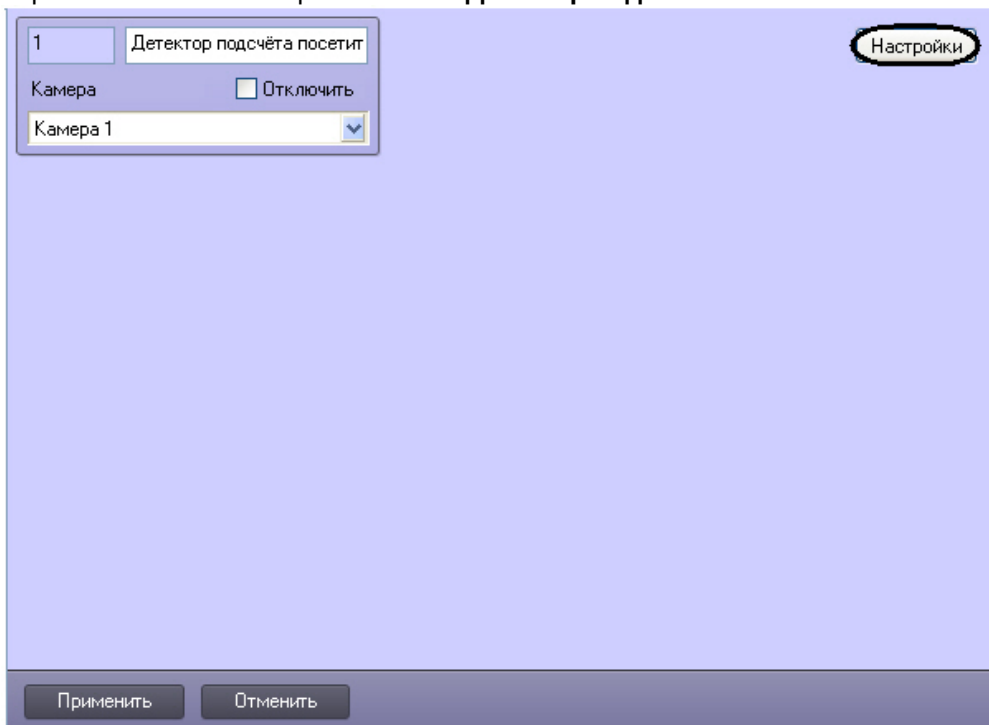 1
Детектор подсчёта посетит
Настройки
Камера
Отключить
Камера 1
Применить
Отменить